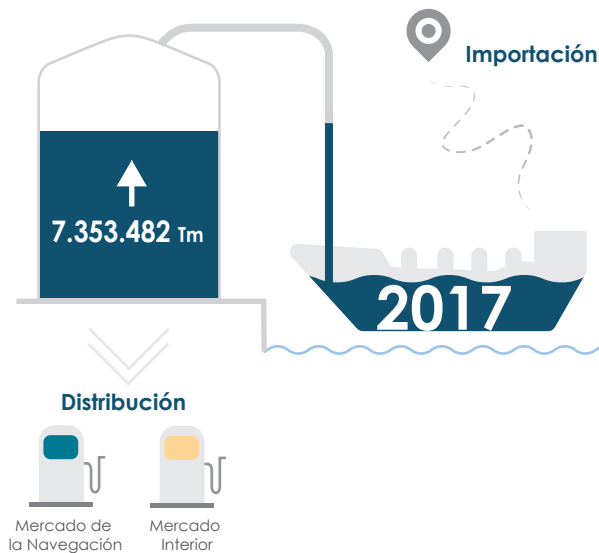 Importación
7.353.482 Tm
2017
Distribución
Mercado de
la Navegación
Mercado
Interior